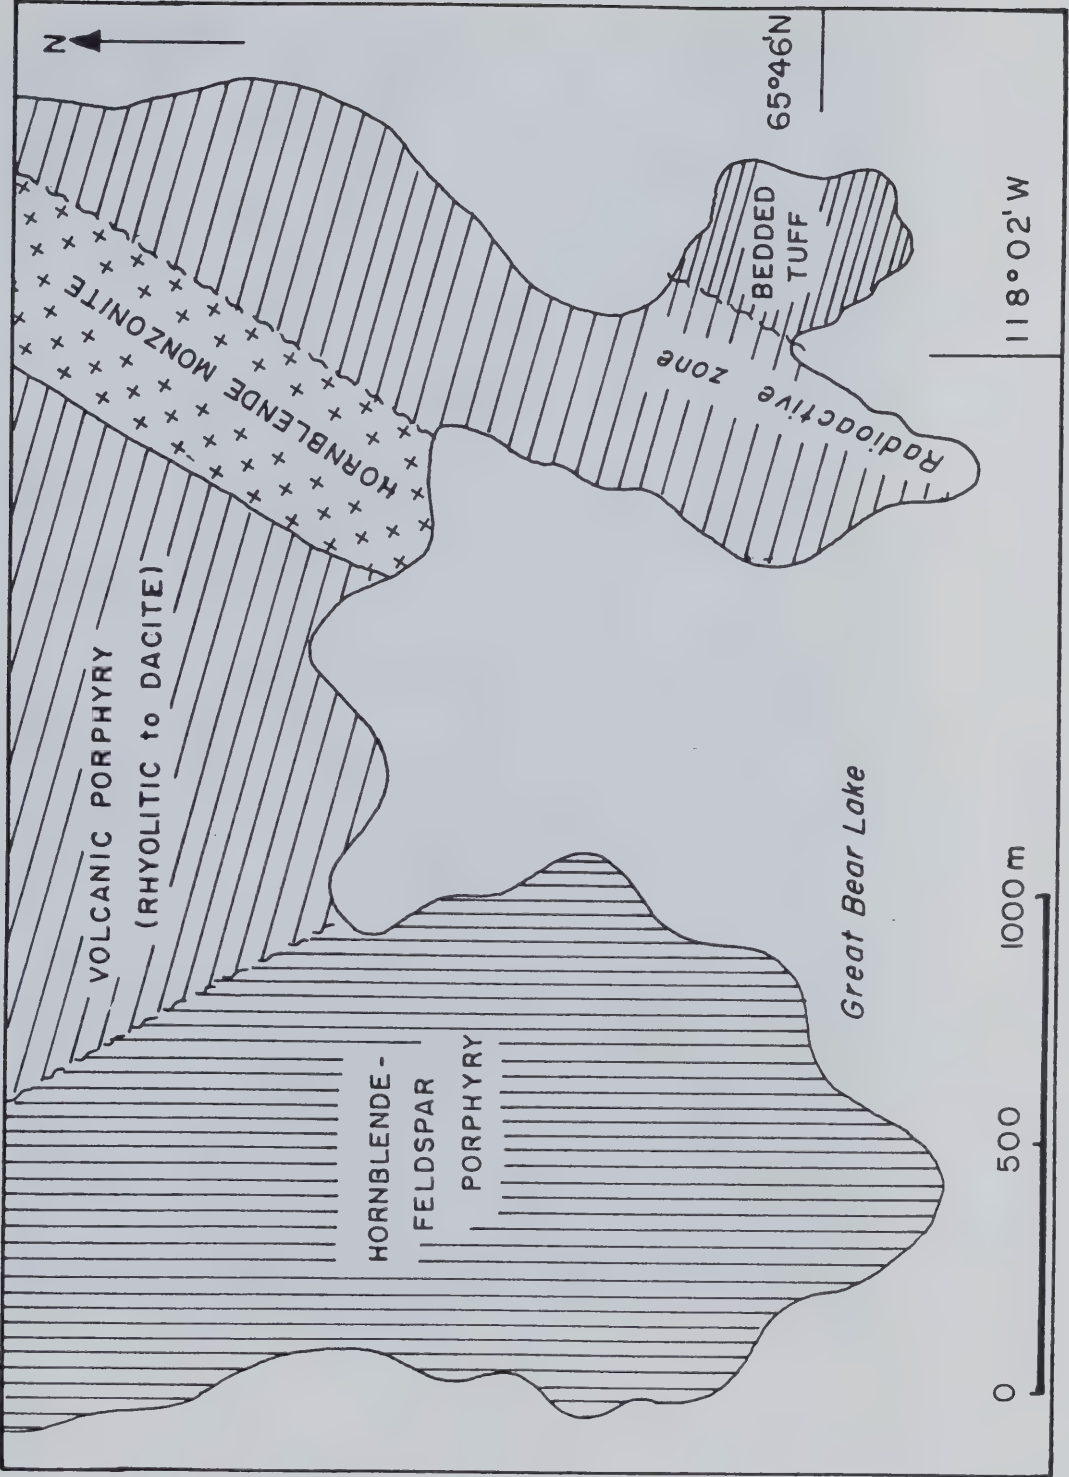 N
65°46'N
118°02'W
HORNBLENDE MONZONITE
VOLCANIC PORPHYRY
(RHYOLITIC to DACITE)
BEDDED
TUFF
Radioactive zone
HORNBLENDE-
FELDSPAR
PORPHYRY
Great Bear Lake
0 500 1000 m